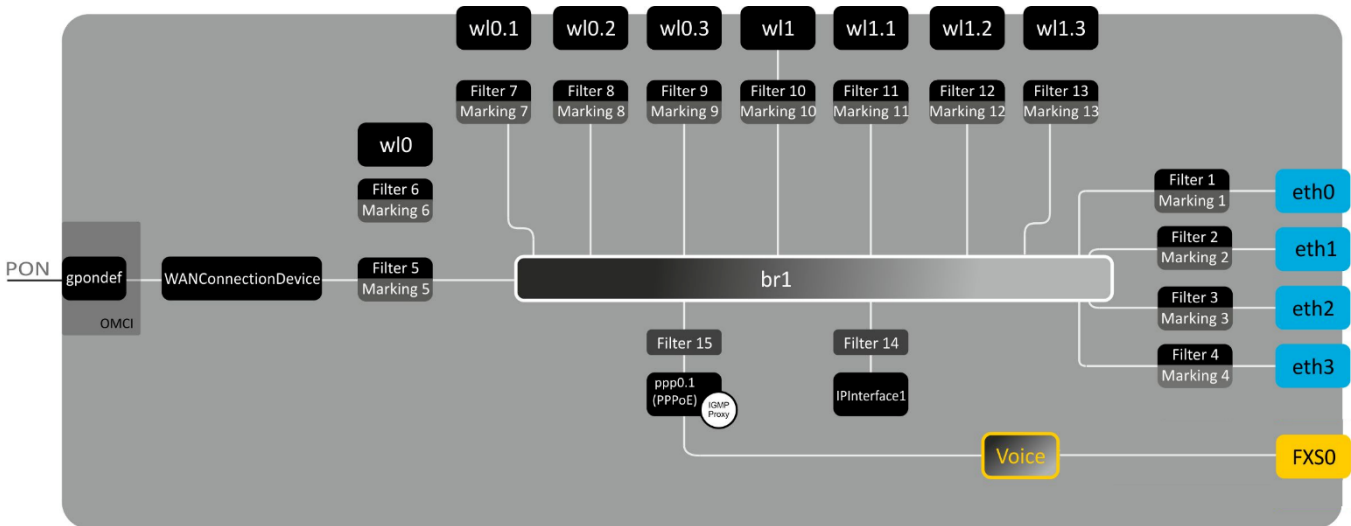 wl0.1 wl0.2 wl0.3 wl1 wl1.1 wl1.2 wl1.3
Filter 7 Filter 8 Filter 9 Filter 10 Filter 11 Filter 12 Filter 13
Marking 7 Marking 8 Marking 9 Marking 10 Marking 11 Marking 12 Marking 13
wl0
Filter 6
Marking 6
Filter 1
Marking 1
eth0
Filter 2
Marking 2
eth1
PON
gpondef
OMCI
WANConnectionDevice
Filter 5
Marking 5
br1
Filter 3
Marking 3
eth2
Filter 4
Marking 4
eth3
Filter 15
Filter 14
ppp0.1
(PPPoE)
IGMP
Proxy
IPInterface1
Voice
FXS0